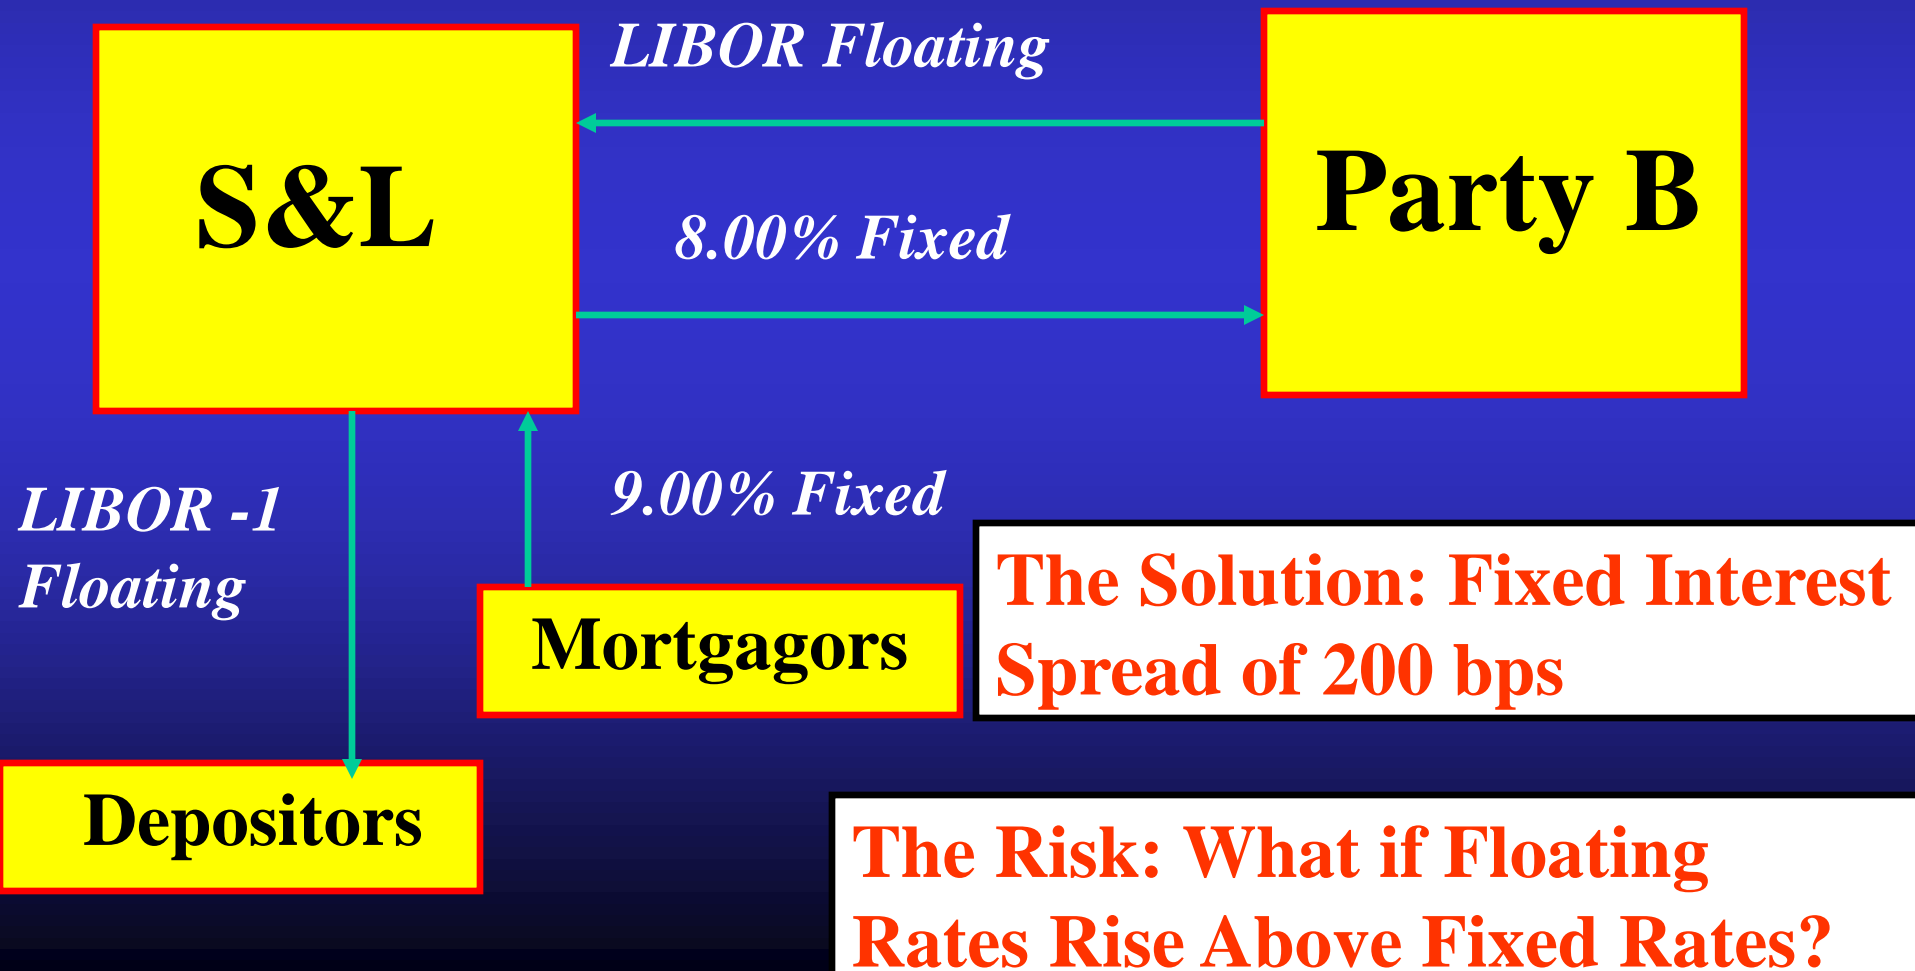 LIBOR Floating
S&L
Party B
8.00% Fixed
LIBOR -1
Floating
9.00% Fixed
Mortgagors
The Solution: Fixed Interest
Spread of 200 bps
Depositors
The Risk: What if Floating
Rates Rise Above Fixed Rates?